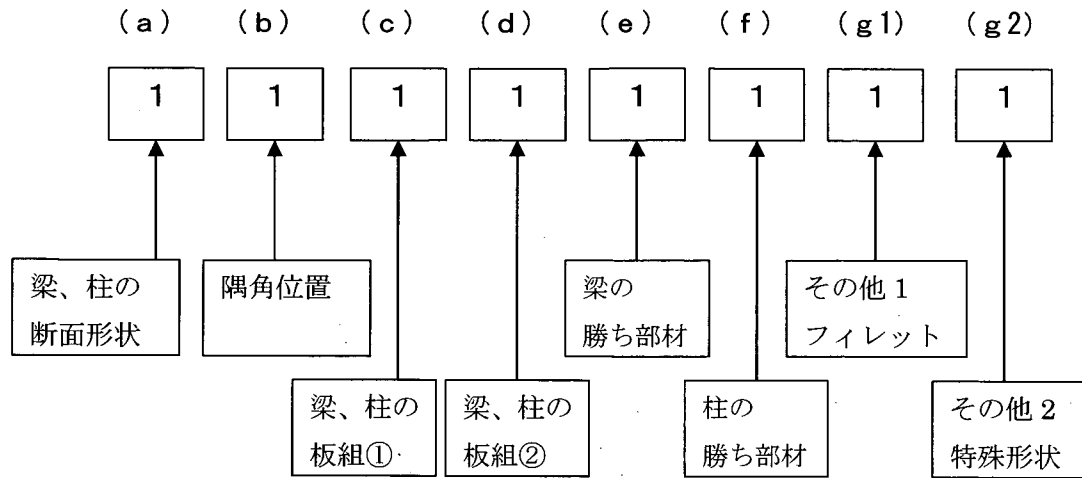 (a) (b) (c) (d) (e) (f) (g1) (g2)
1 1 1 1 1 1 1 1
梁、柱の
断面形状
隅角位置
梁の
勝ち部材
その他1
フィレット
梁、柱の
板組①
梁、柱の
板組②
柱の
勝ち部材
その他2
特殊形状